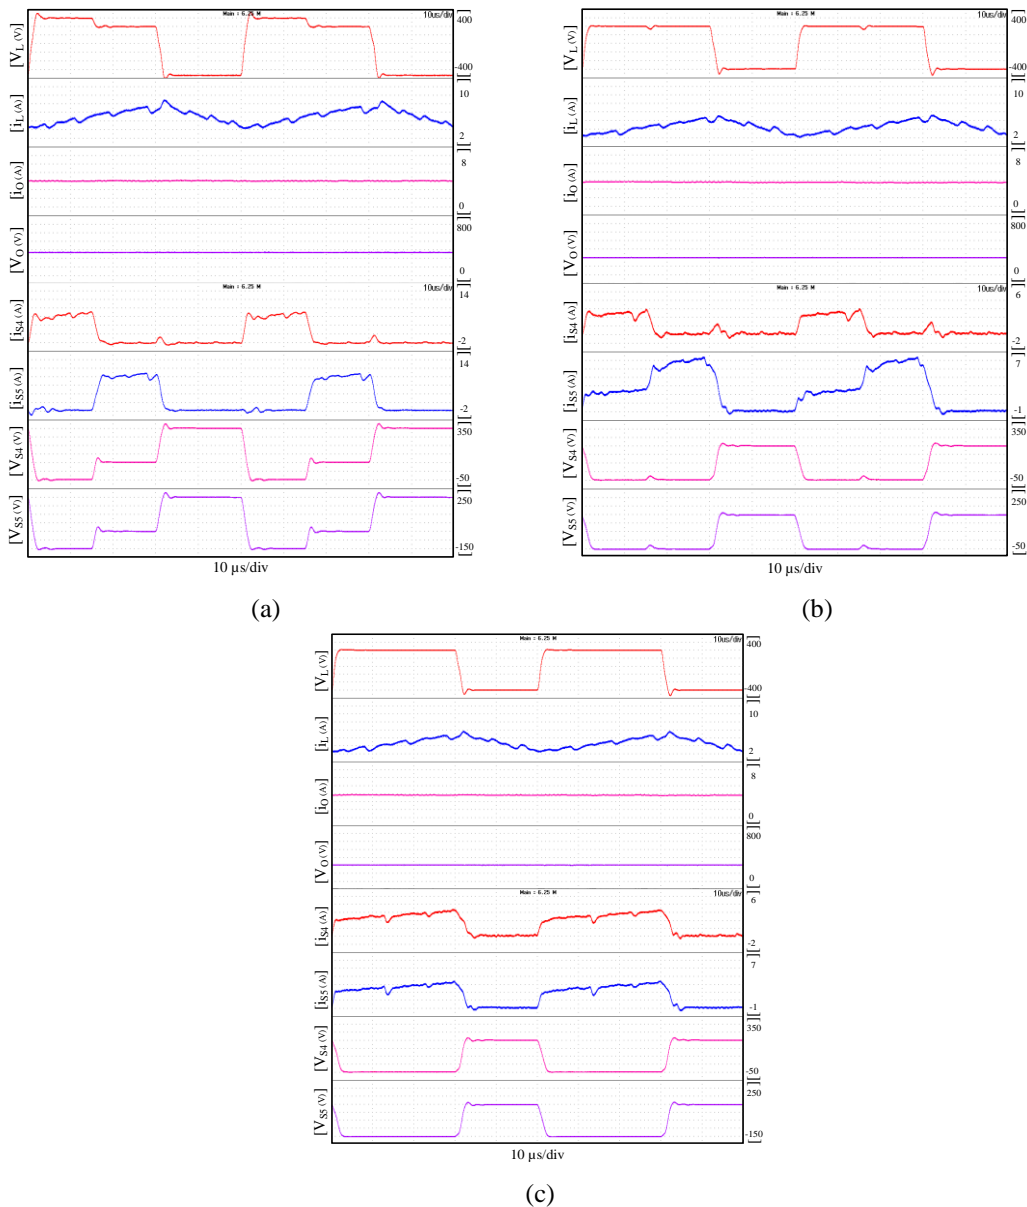 Main : 6.25 M 10us/div
[V_L (V)] 400 -400
[i_L (A)] 10 2
[i_O (A)] 8 0
[V_O (V)] 800 0
Main : 6.25 M 10us/div
[i_S4 (A)] 14 -2
[i_S5 (A)] 14 -2
[V_S4 (V)] 350 -50
[V_S5 (V)] 250 -150
10 µs/div
(a)
Main : 6.25 M 10us/div
[V_L (V)] 400 -400
[i_L (A)] 10 2
[i_O (A)] 8 0
[V_O (V)] 800 0
Main : 6.25 M 10us/div
[i_S4 (A)] 6 -2
[i_S5 (A)] 7 -1
[V_S4 (V)] 350 -50
[V_S5 (V)] 250 -50
10 µs/div
(b)
Main : 6.25 M 10us/div
[V_L (V)] 400 -400
[i_L (A)] 10 2
[i_O (A)] 8 0
[V_O (V)] 800 0
Main : 6.25 M 10us/div
[i_S4 (A)] 6 -2
[i_S5 (A)] 7 -1
[V_S4 (V)] 350 -50
[V_S5 (V)] 250 -150
10 µs/div
(c)